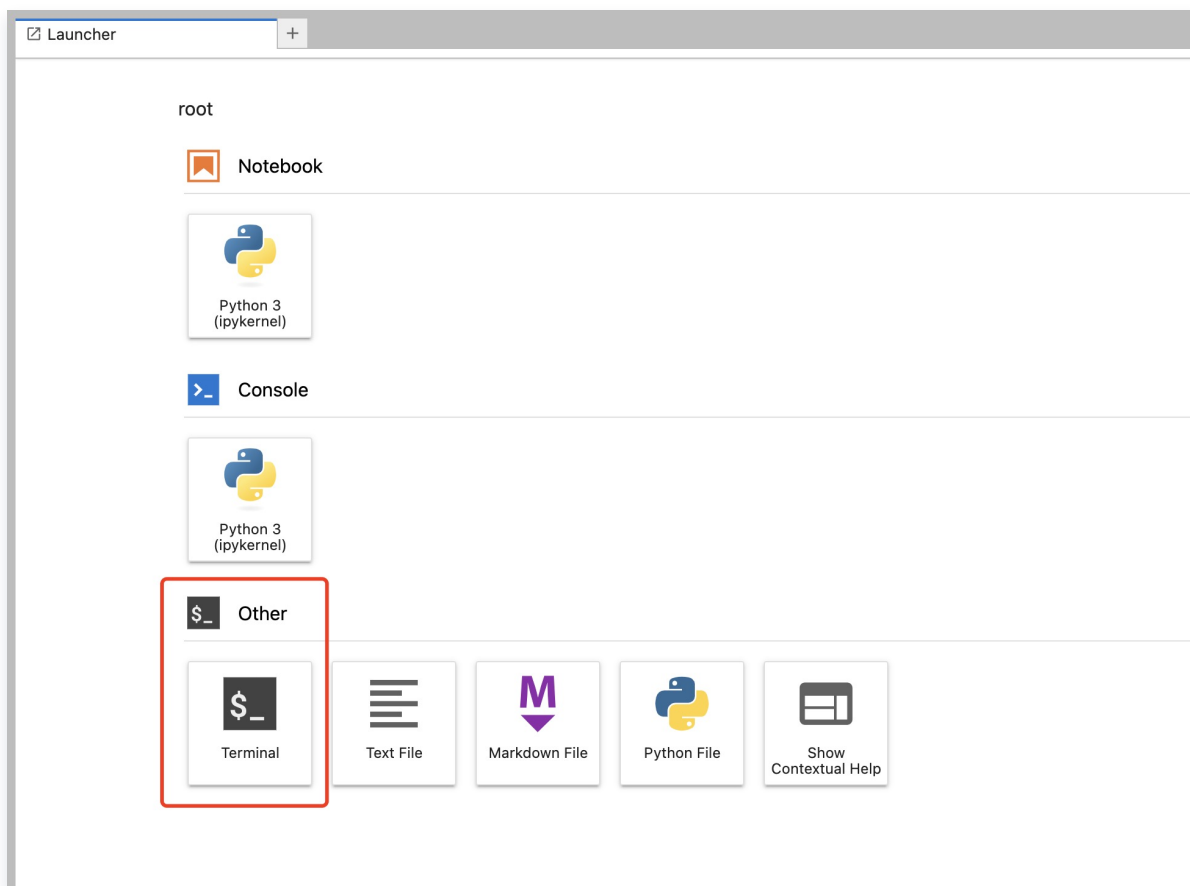 Launcher
+
root
Notebook
Python 3
(ipykernel)
>_ Console
Python 3
(ipykernel)
$_ Other
$_
M
Terminal
Text File
Markdown File
Python File
Show
Contextual Help